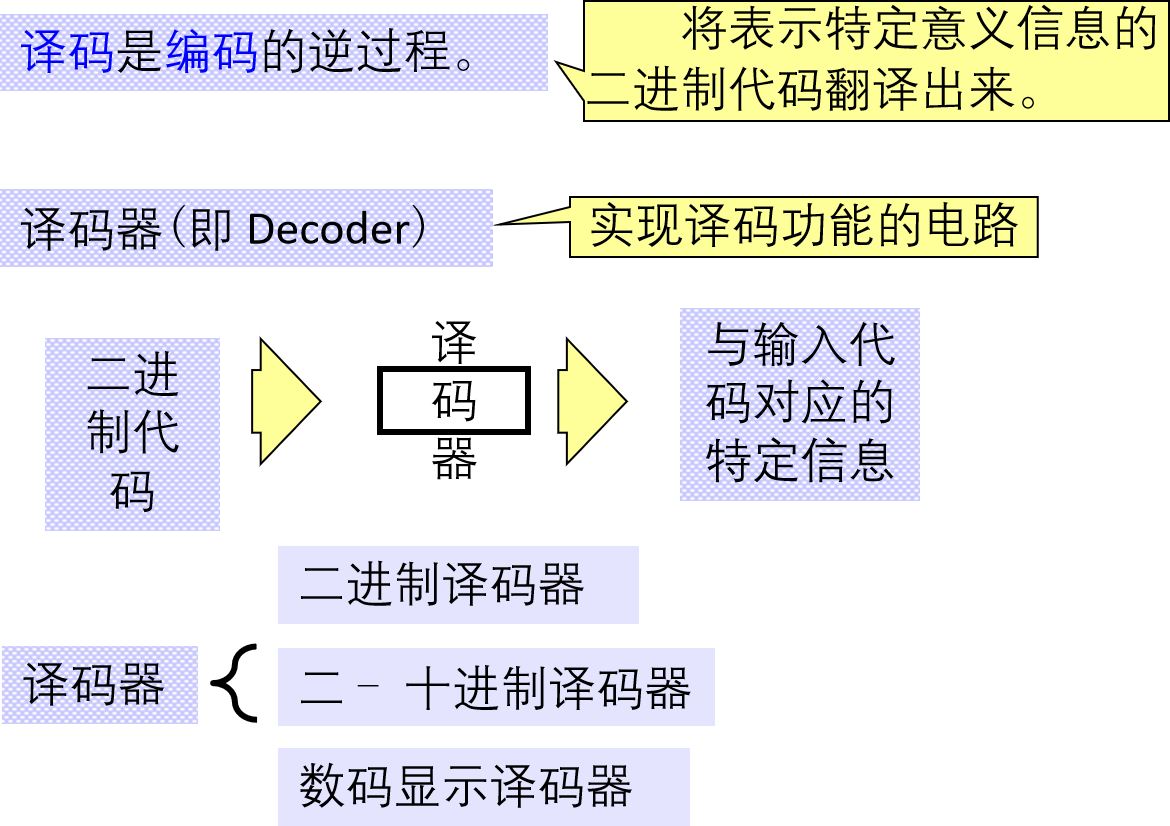 译码是编码的逆过程。
将表示特定意义信息的
二进制代码翻译出来。
译码器(即 Decoder)
实现译码功能的电路
二进
制代
码
译
码
器
与输入代
码对应的
特定信息
二进制译码器
译码器
二 – 十进制译码器
数码显示译码器